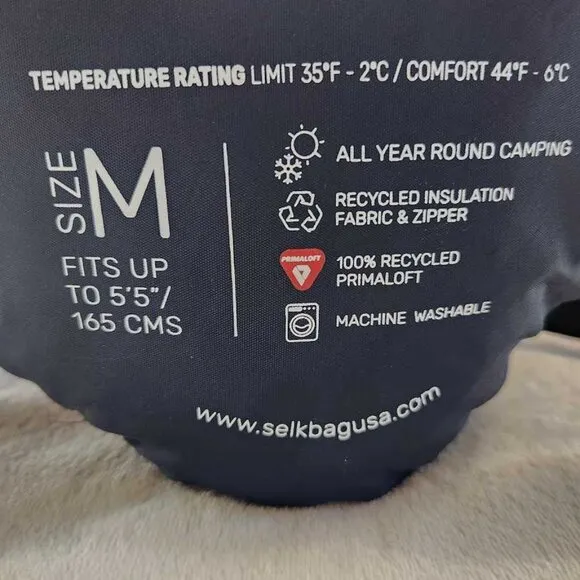 TEMPERATURE RATING LIMIT 35°F - 2°C / COMFORT 44°F - 6°C
SIZE M
FITS UP
TO 5'5"/
165 CMS
ALL YEAR ROUND CAMPING
RECYCLED INSULATION
FABRIC & ZIPPER
PRIMALOFT
100% RECYCLED
PRIMALOFT
MACHINE WASHABLE
www.selkbagusa.com